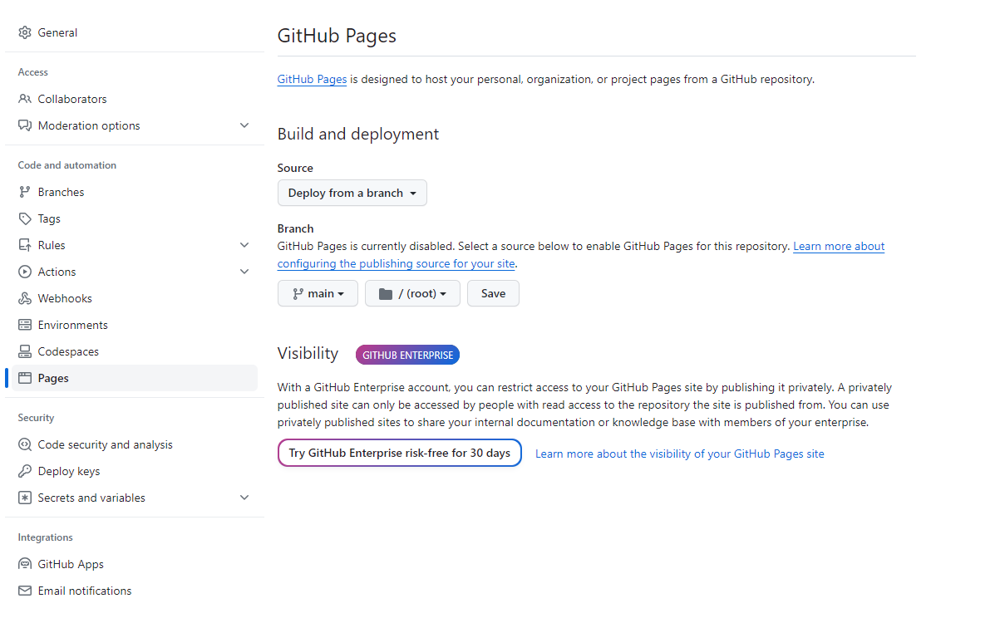 General
Access
Collaborators
Moderation options
Code and automation
Branches
Tags
Rules
Actions
Webhooks
Environments
Codespaces
Pages
Security
Code security and analysis
Deploy keys
Secrets and variables
Integrations
GitHub Apps
Email notifications
GitHub Pages
GitHub Pages is designed to host your personal, organization, or project pages from a GitHub repository.
Build and deployment
Source
Deploy from a branch
Branch
GitHub Pages is currently disabled. Select a source below to enable GitHub Pages for this repository. Learn more about
configuring the publishing source for your site.
main / (root) Save
Visibility GITHUB ENTERPRISE
With a GitHub Enterprise account, you can restrict access to your GitHub Pages site by publishing it privately. A privately
published site can only be accessed by people with read access to the repository the site is published from. You can use
privately published sites to share your internal documentation or knowledge base with members of your enterprise.
Try GitHub Enterprise risk-free for 30 days Learn more about the visibility of your GitHub Pages site